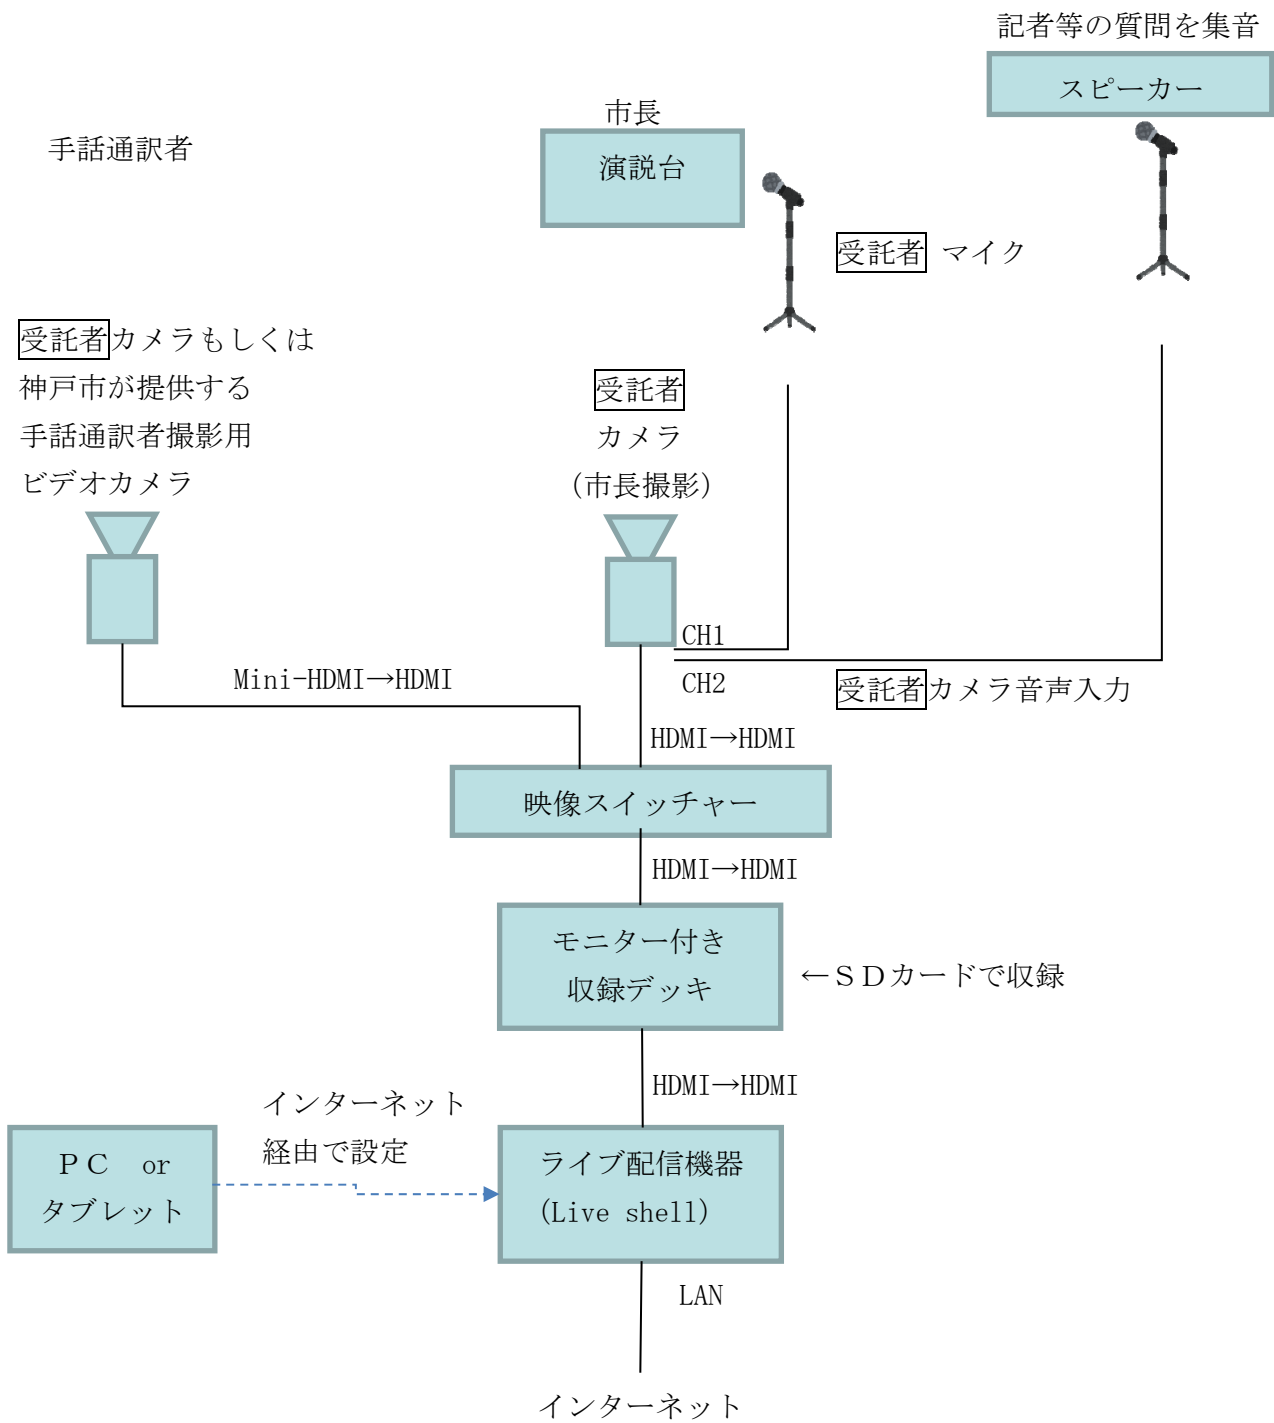 記者等の質問を集音
スピーカー
市長
演説台
手話通訳者
受託者 マイク
受託者カメラもしくは
神戸市が提供する
手話通訳者撮影用
ビデオカメラ
受託者
カメラ
（市長撮影）
CH1
CH2
受託者カメラ音声入力
Mini-HDMI→HDMI
HDMI→HDMI
映像スイッチャー
HDMI→HDMI
モニター付き
収録デッキ
←ＳＤカードで収録
HDMI→HDMI
インターネット
経由で設定
ＰＣ　or
タブレット
ライブ配信機器
(Live shell)
LAN
インターネット